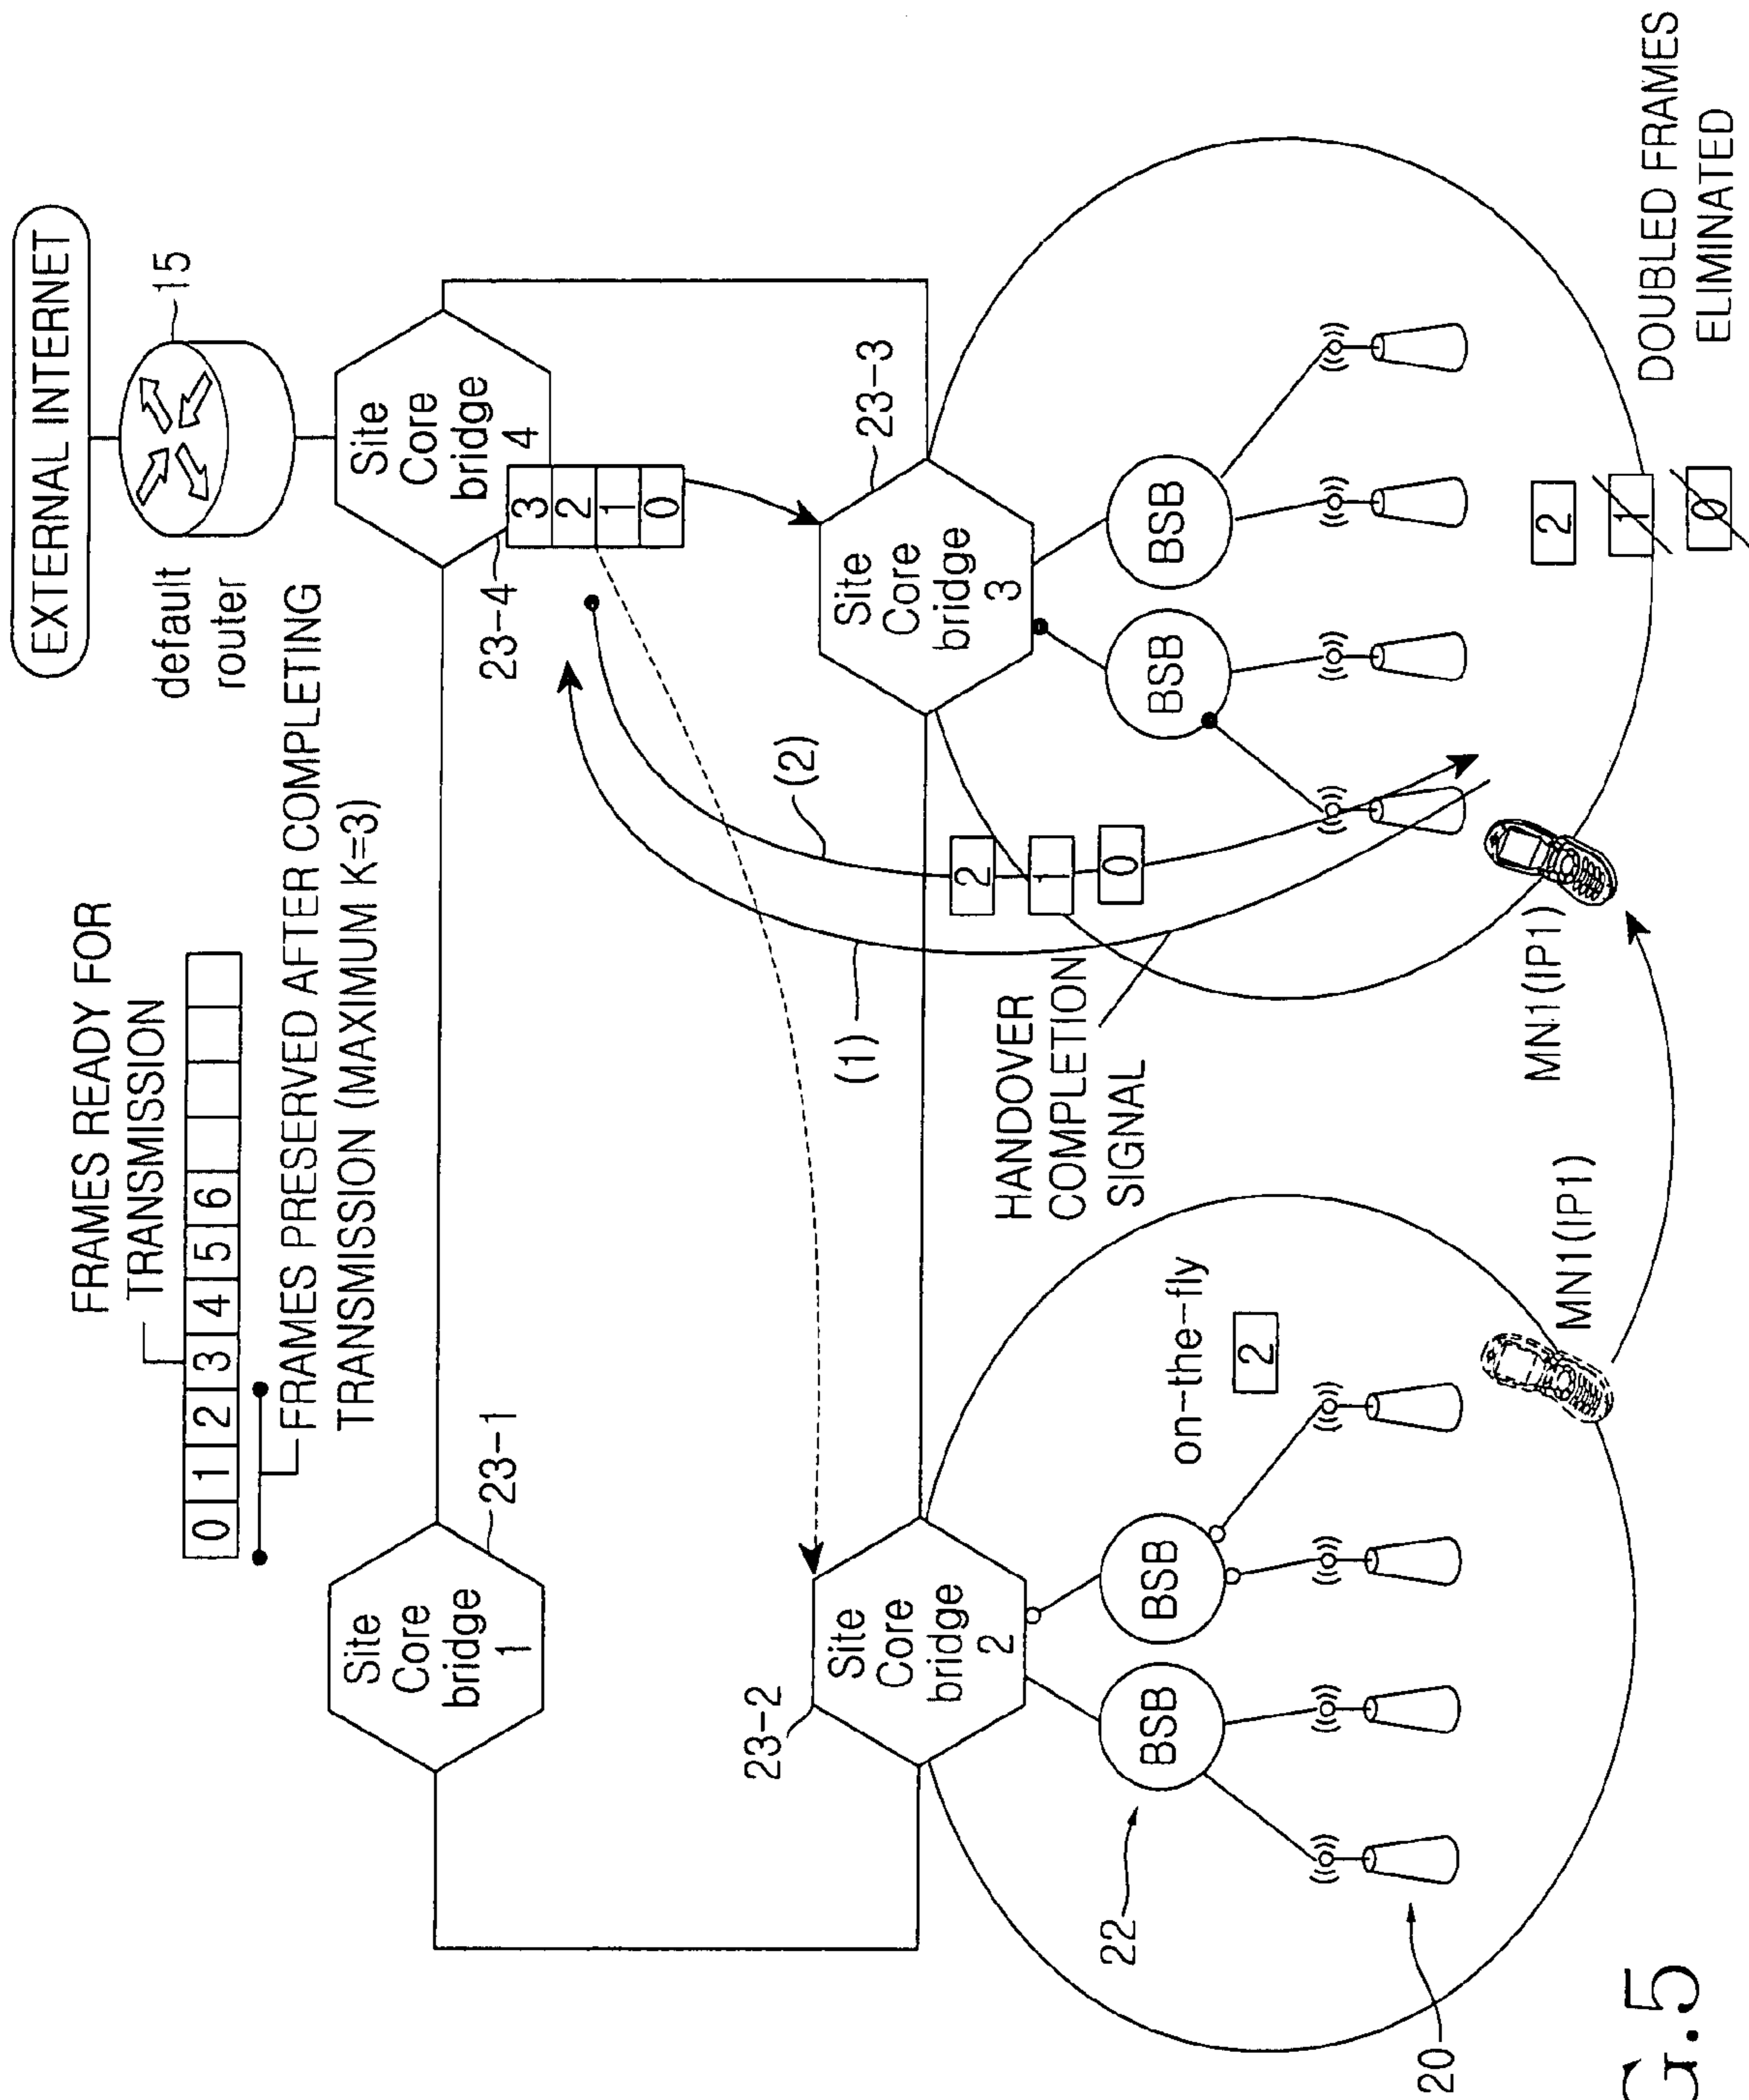 EXTERNAL INTERNET
15
default
router
FRAMES READY FOR
TRANSMISSION
0 1 2 3 4 5 6
FRAMES PRESERVED AFTER COMPLETING
TRANSMISSION (MAXIMUM K=3)
Site
Core
bridge
1
23-1
Site
Core
bridge
4
23-4
3
2
1
0
Site
Core
bridge
2
23-2
Site
Core
bridge
3
23-3
(1)
(2)
2
1
0
HANDOVER
COMPLETION
SIGNAL
BSB
BSB
BSB
BSB
22
20
on-the-fly
2
MN1(IP1)
MN1(IP1)
2
1
0
DOUBLED FRAMES
ELIMINATED
G.5